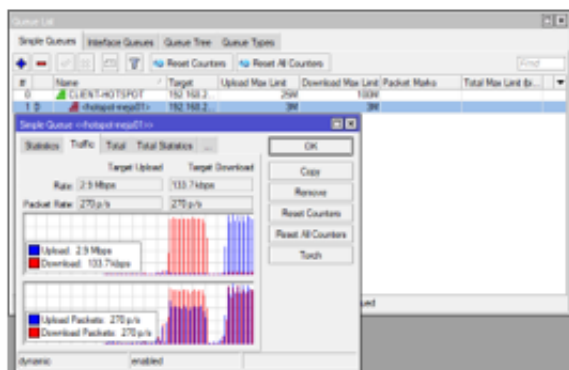 Queue List
Simple Queues Interface Queues Queue Tree Queue Types
Reset Counters Reset All Counters Find
# Name Target Upload Max Limit Download Max Limit Packet Marks Total Max Limit (bi...
0 CLIENT-HOTSPOT 192.168.2... 25M 100M
1 D <hotspot-meja01> 192.168.2... 3M 3M
Simple Queue <<hotspot-meja01>>
Statistics Traffic Total Total Statistics ...
OK
Target Upload Target Download
Copy
Rate: 2.9 Mbps 133.7 kbps
Remove
Packet Rate: 270 p/s 270 p/s
Reset Counters
Reset All Counters
Torch
Upload: 2.9 Mbps
Download: 133.7 kbps
Upload Packets: 270 p/s
Download Packets: 270 p/s
dynamic enabled